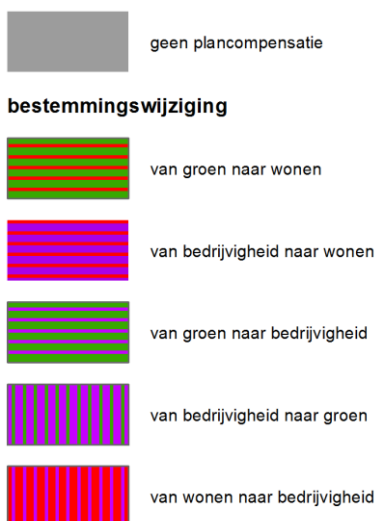 geen plancompensatie
bestemmingswijziging
van groen naar wonen
van bedrijvigheid naar wonen
van groen naar bedrijvigheid
van bedrijvigheid naar groen
van wonen naar bedrijvigheid